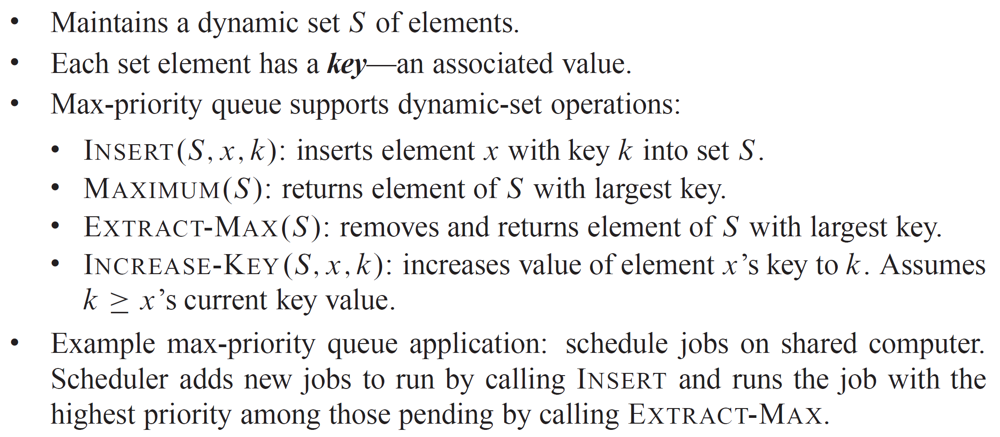 • Maintains a dynamic set S of elements.
• Each set element has a key—an associated value.
• Max-priority queue supports dynamic-set operations:
• INSERT(S, x, k): inserts element x with key k into set S.
• MAXIMUM(S): returns element of S with largest key.
• EXTRACT-MAX(S): removes and returns element of S with largest key.
• INCREASE-KEY(S, x, k): increases value of element x’s key to k. Assumes
k ≥ x’s current key value.
• Example max-priority queue application: schedule jobs on shared computer.
Scheduler adds new jobs to run by calling INSERT and runs the job with the
highest priority among those pending by calling EXTRACT-MAX.